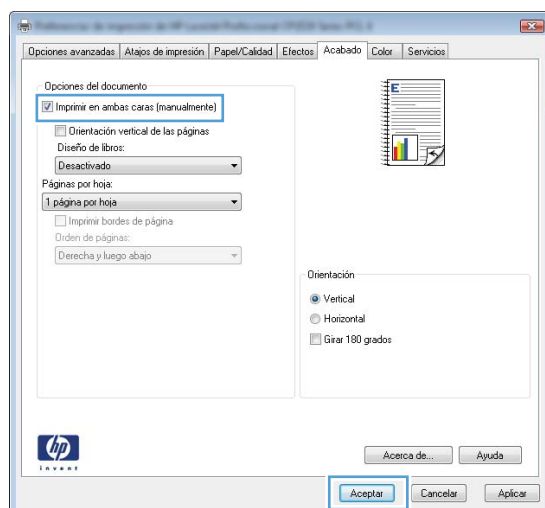 Opciones avanzadas Atajos de impresión Papel/Calidad Efectos Acabado Color Servicios
Opciones del documento
Imprimir en ambas caras (manualmente)
Orientación vertical de las páginas
Diseño de libros:
Desactivado
Páginas por hoja:
1 página por hoja
Imprimir bordes de página
Orden de páginas:
Derecha y luego abajo
E
Orientación
Vertical
Horizontal
Girar 180 grados
hp
invent
Acerca de... Ayuda
Aceptar Cancelar Aplicar